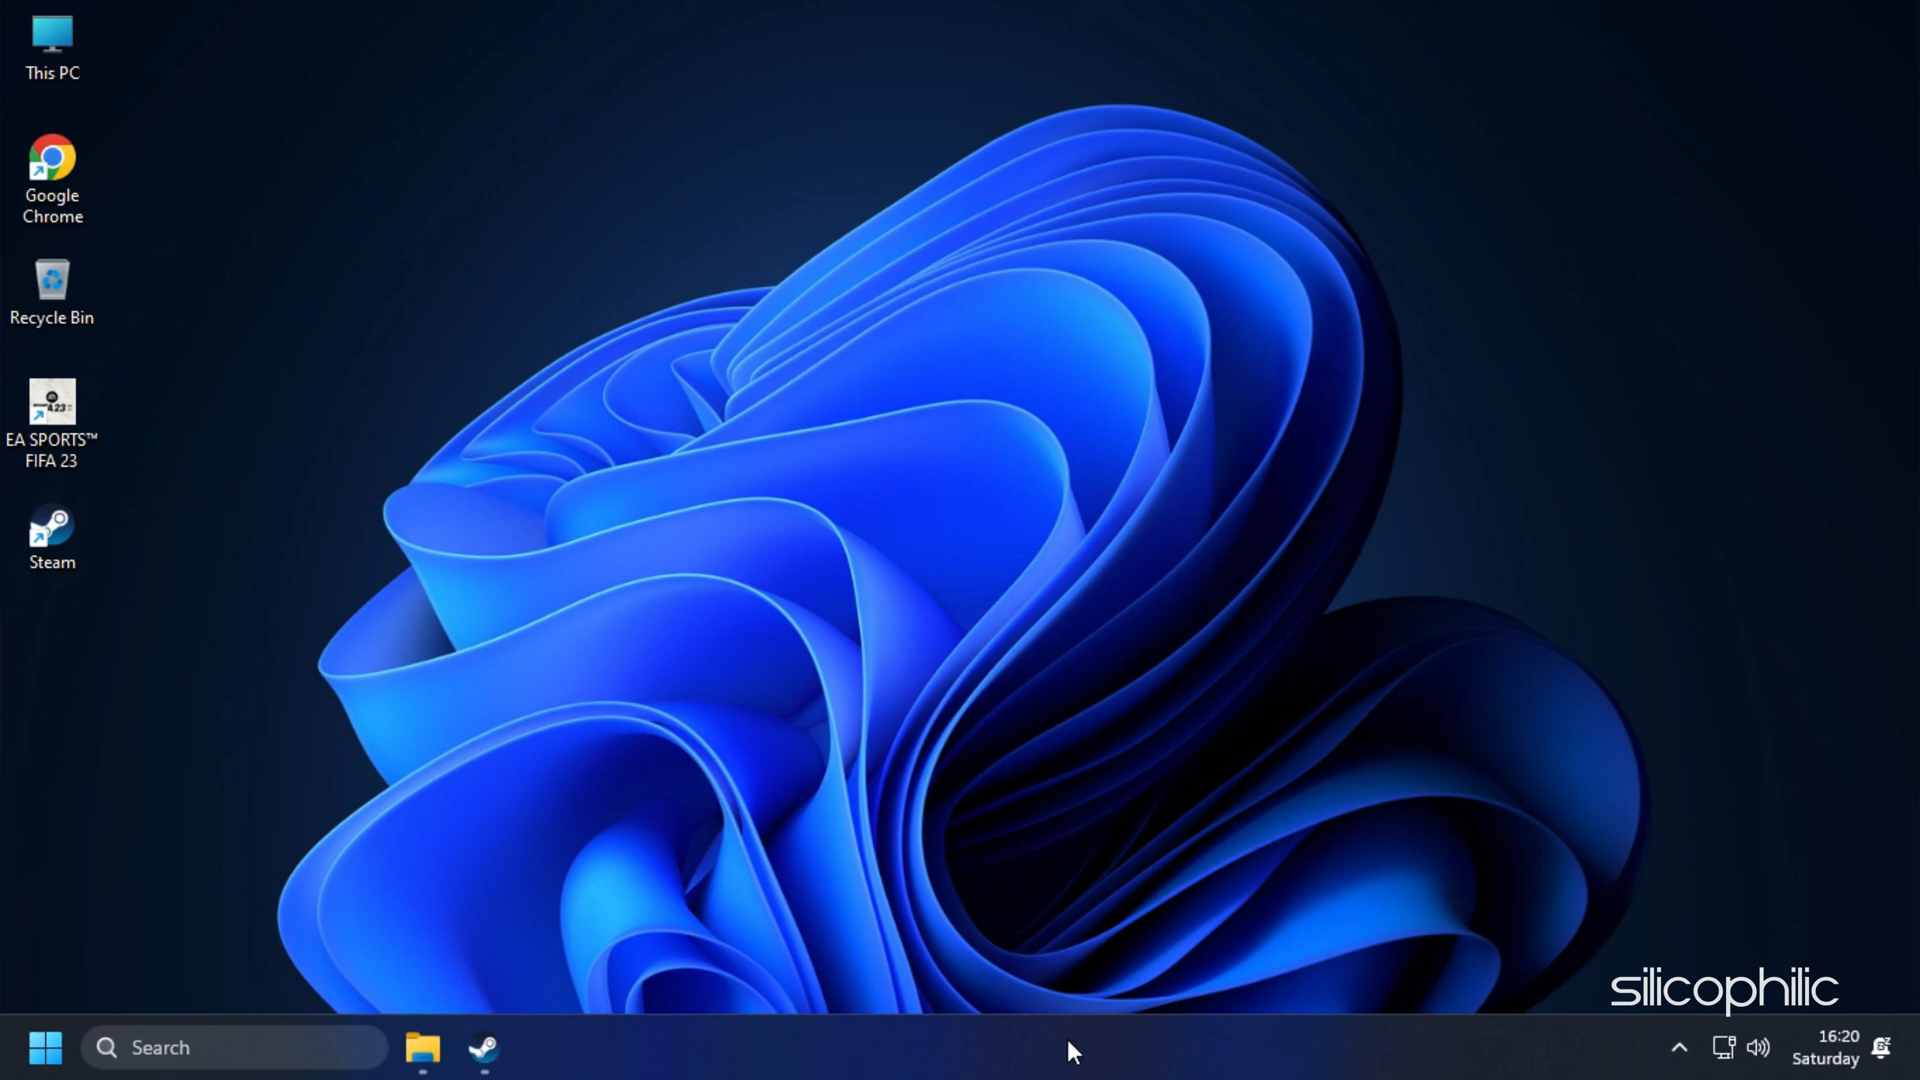 This PC
Google
Chrome
Recycle Bin
EA SPORTS™
FIFA 23
Steam
silicophilic
Search
16:20
Saturday